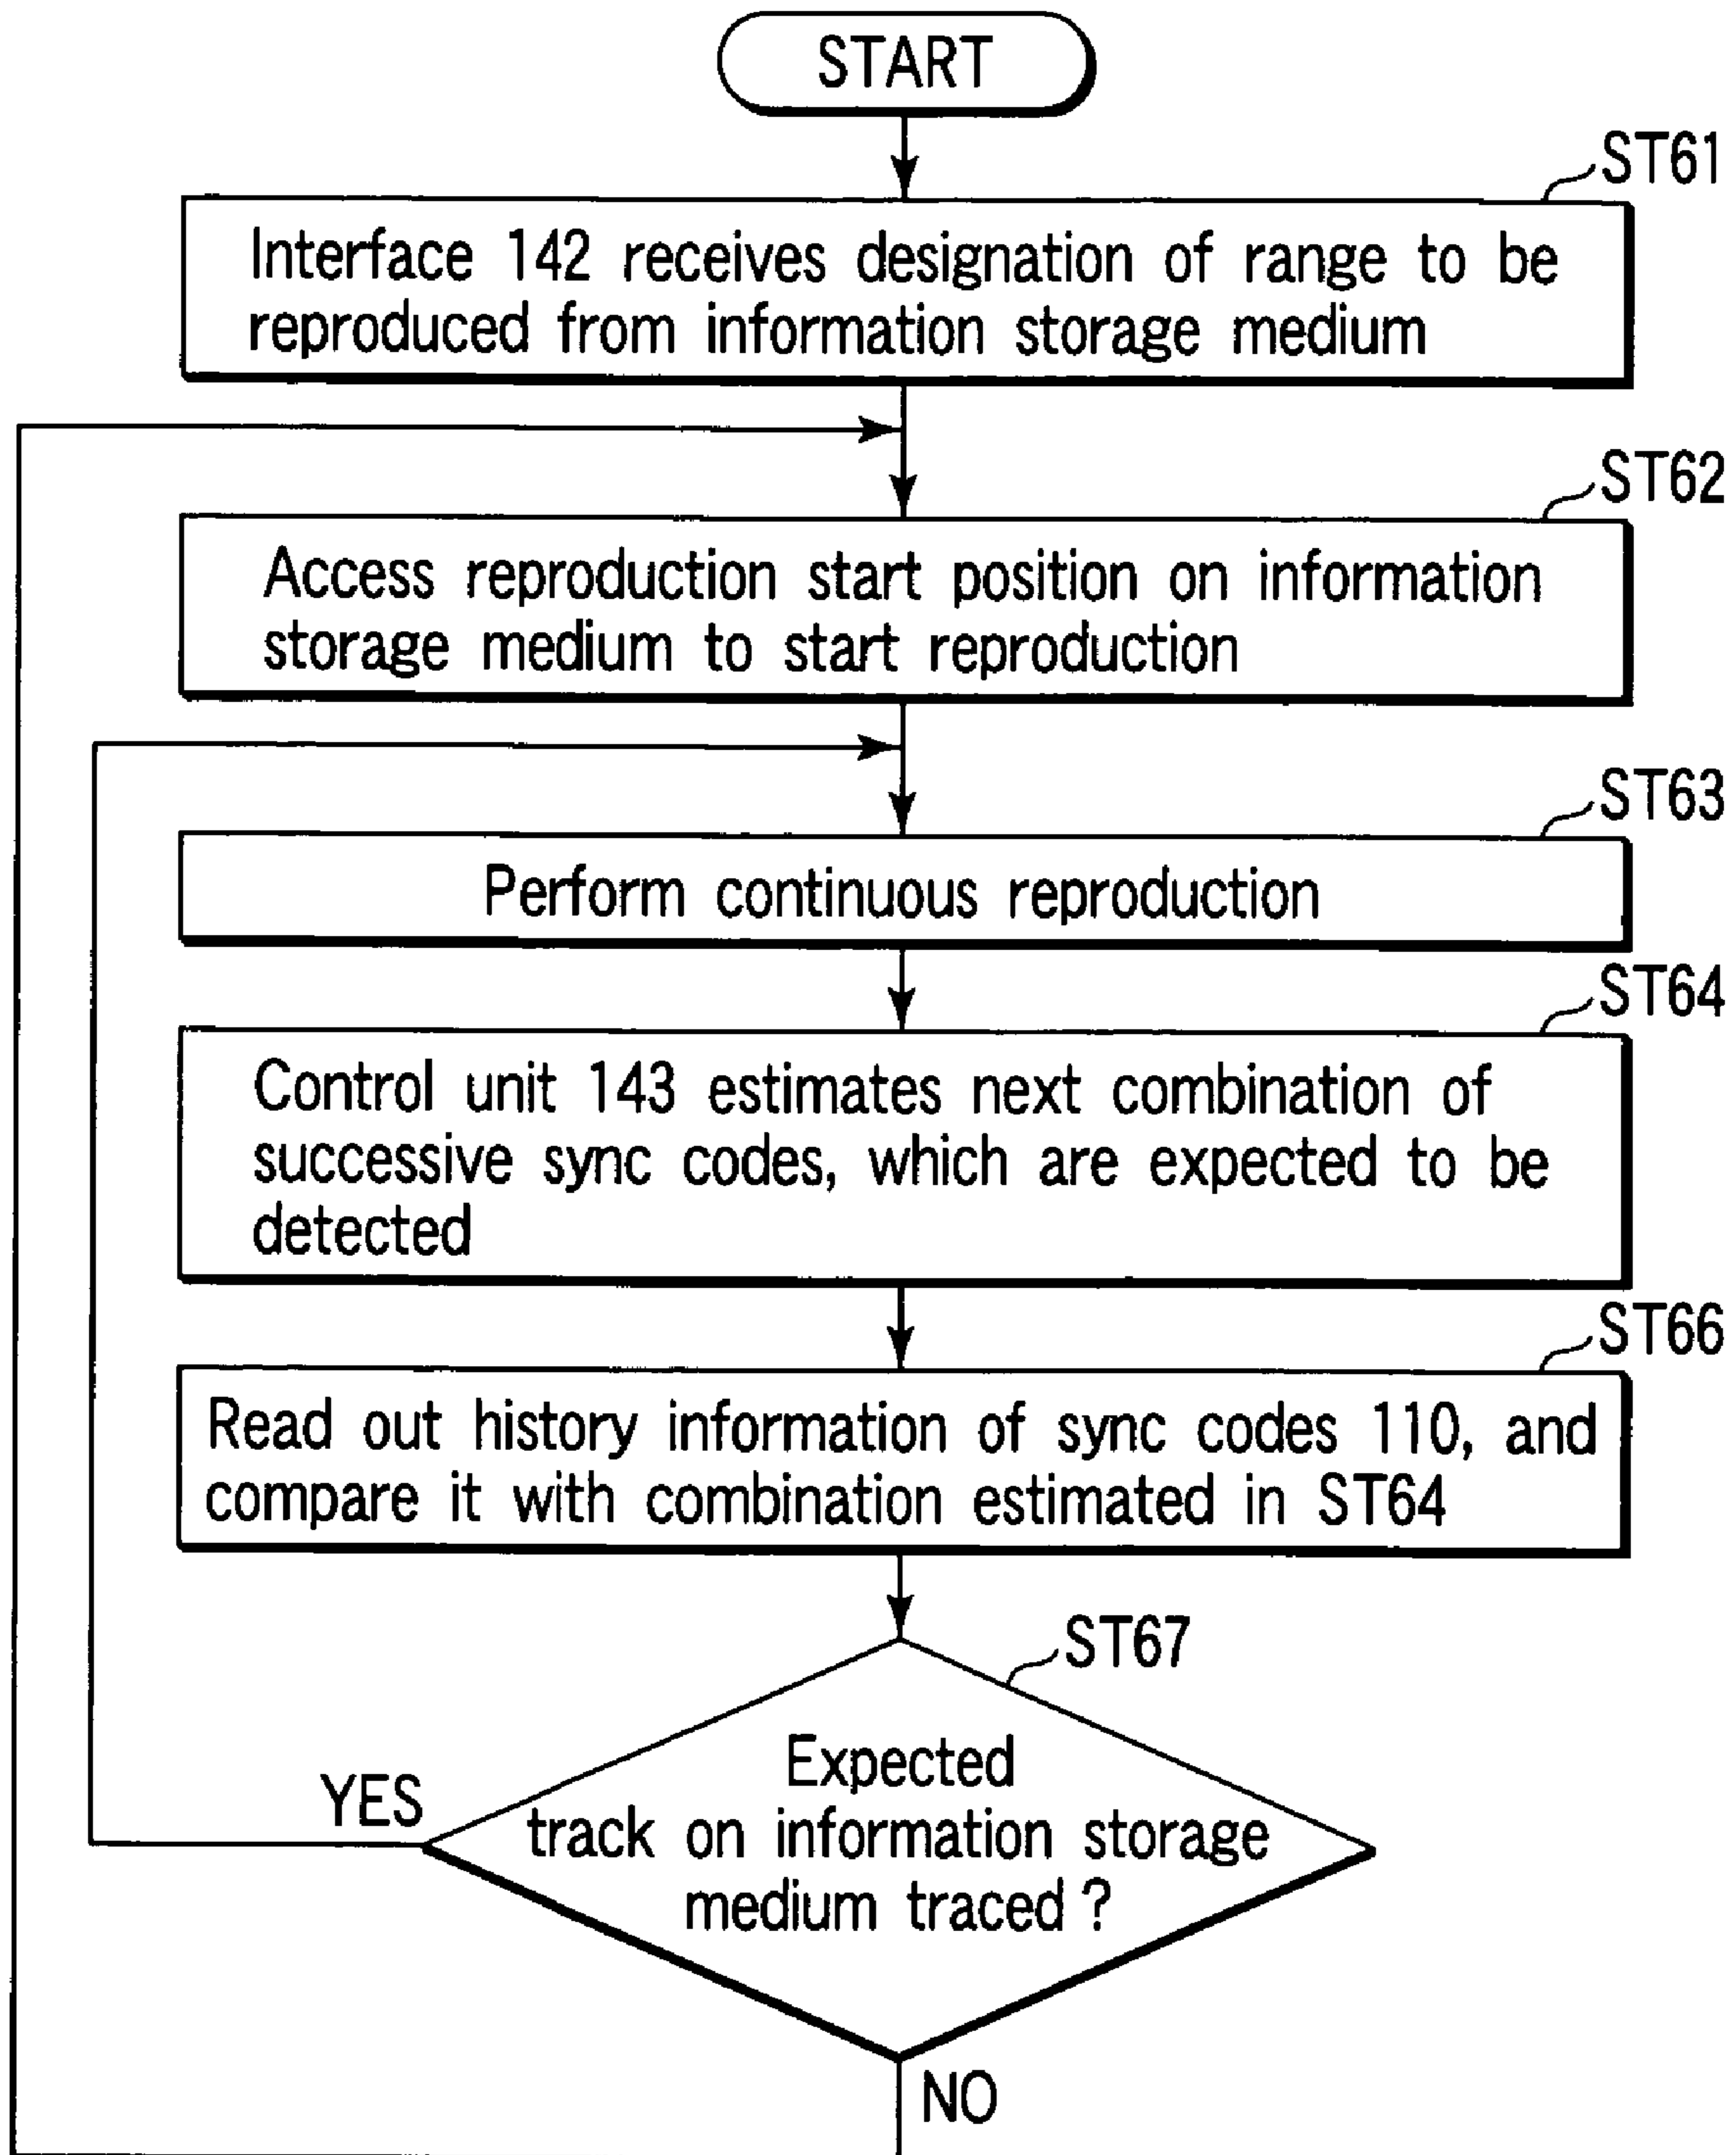 START
ST61
Interface 142 receives designation of range to be
reproduced from information storage medium
ST62
Access reproduction start position on information
storage medium to start reproduction
ST63
Perform continuous reproduction
ST64
Control unit 143 estimates next combination of
successive sync codes, which are expected to be
detected
ST66
Read out history information of sync codes 110, and
compare it with combination estimated in ST64
ST67
Expected
track on information storage
medium traced ?
YES
NO